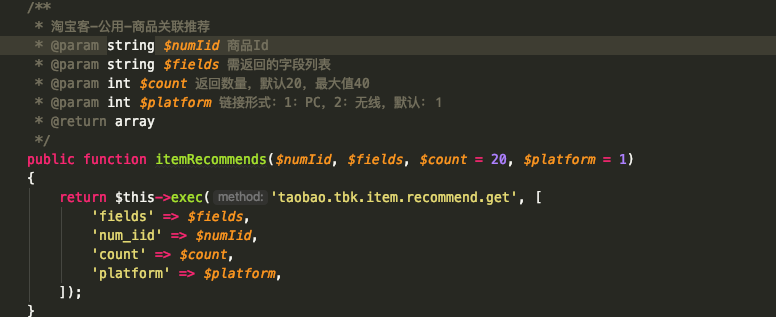 /**
 * 淘宝客-公用-商品关联推荐
 * @param string $numIid 商品Id
 * @param string $fields 需返回的字段列表
 * @param int $count 返回数量，默认20，最大值40
 * @param int $platform 链接形式：1：PC，2：无线，默认：1
 * @return array
 */
public function itemRecommends($numIid, $fields, $count = 20, $platform = 1)
{
    return $this->exec( method: 'taobao.tbk.item.recommend.get', [
        'fields' => $fields,
        'num_iid' => $numIid,
        'count' => $count,
        'platform' => $platform,
    ]);
}